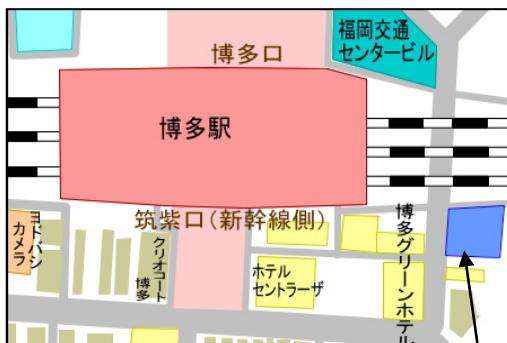 福岡交通
センタービル
博多口
博多駅
筑紫口(新幹線側)
ヨドバシ
カメラ
クリオコート
博多
ホテル
セントラーザ
博多グリーンホテル